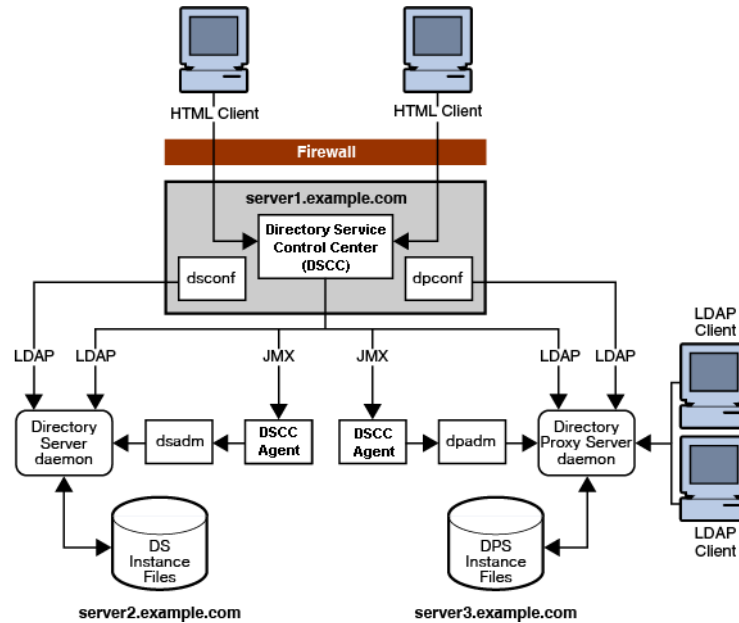 HTML Client
HTML Client
Firewall
server1.example.com
Directory Service
Control Center
(DSCC)
dsconf
dpconf
LDAP
LDAP
JMX
JMX
LDAP
LDAP
LDAP
Client
Directory
Server
daemon
dsadm
DSCC
Agent
DSCC
Agent
dpadm
Directory
Proxy Server
daemon
DS
Instance
Files
DPS
Instance
Files
LDAP
Client
server2.example.com
server3.example.com